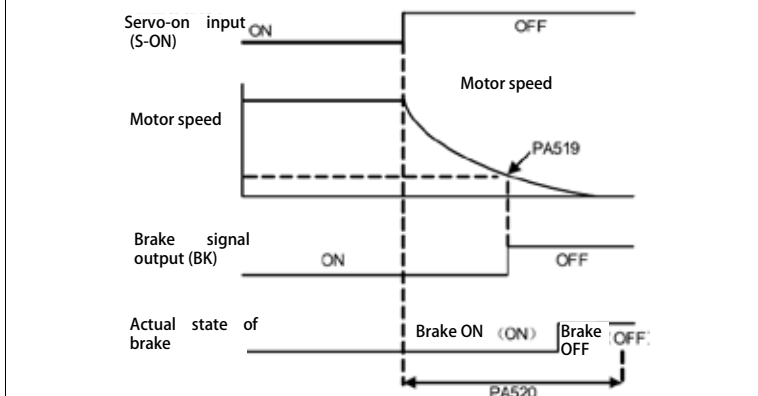 Servo-on input
(S-ON)
ON
OFF
Motor speed
Motor speed
PA519
Brake signal
output (BK)
ON
OFF
Actual state of
brake
Brake ON (ON)
Brake
OFF
(OFF)
PA520